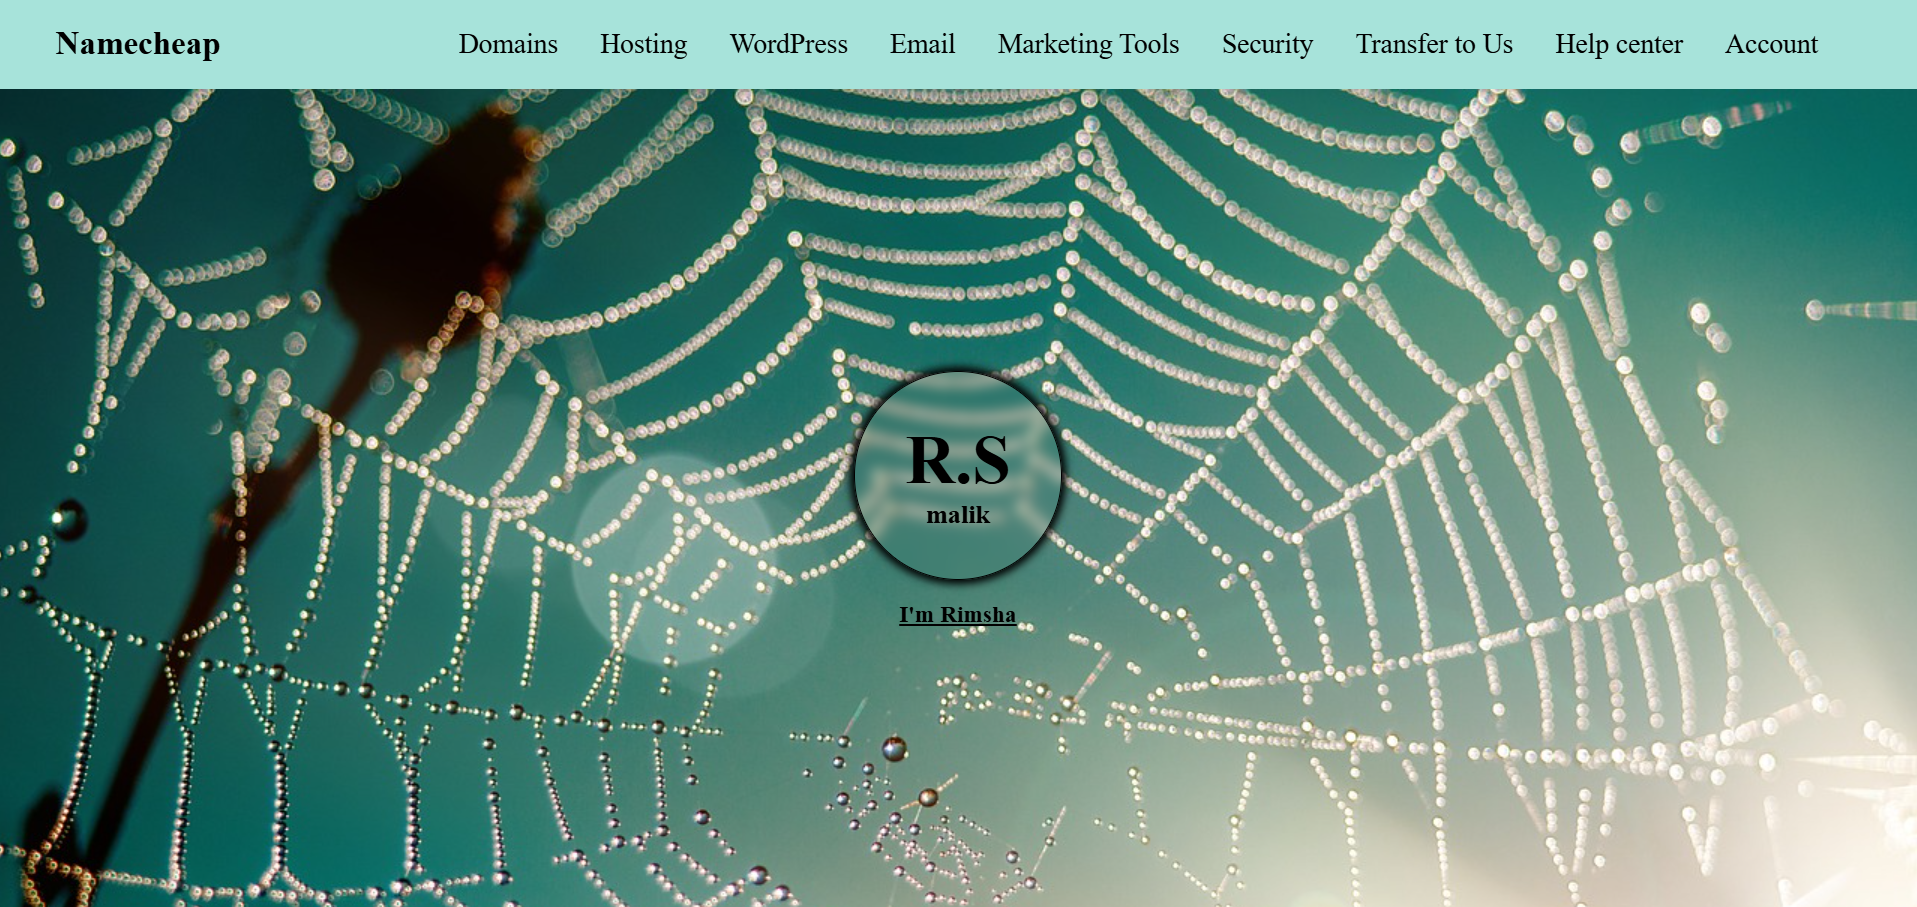 Namecheap Domains Hosting WordPress Email Marketing Tools Security Transfer to Us Help center Account
R.S
malik
I'm Rimsha